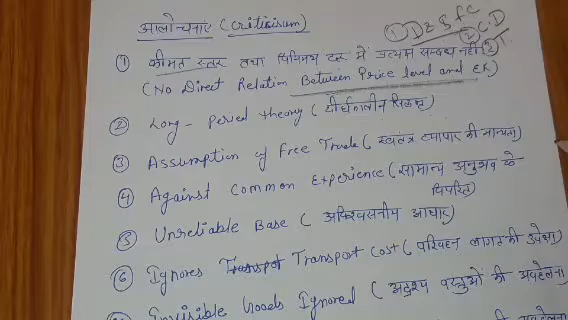 आलोचनाएं (Criticisum)
① D z S f c
② C.D
① कीमत स्तर तथा विनिमय दर में प्रत्यक्ष सम्बन्ध नहीं
(No Direct Relation Between Price level and ER)
② Long-Period theory (दीर्घकालीन सिद्धान्त)
③ Assumption of Free Trade (स्वतंत्र व्यापार की मान्यता)
④ Against Common Experience (सामान्य अनुभव के
विपरित)
⑤ Unreliable Base (अविश्वसनीय आधार)
⑥ Ignores Transport Cost (परिवहन लागत की उपेक्षा)
Invisible Goods Ignored (अदृश्य वस्तुओं की अवहेलना